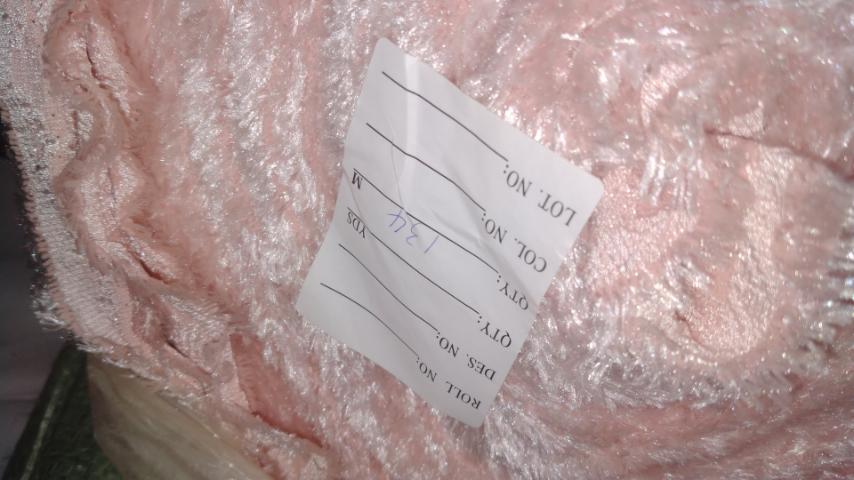 ROLL. NO:
DES. NO:
QTY: YDS
QTY: 134 M
COL. NO:
LOT. NO: